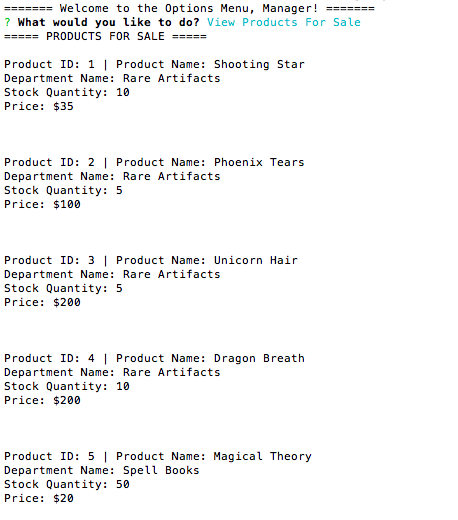 ======= Welcome to the Options Menu, Manager! =======
? What would you like to do? View Products For Sale
===== PRODUCTS FOR SALE =====
Product ID: 1 | Product Name: Shooting Star
Department Name: Rare Artifacts
Stock Quantity: 10
Price: $35
Product ID: 2 | Product Name: Phoenix Tears
Department Name: Rare Artifacts
Stock Quantity: 5
Price: $100
Product ID: 3 | Product Name: Unicorn Hair
Department Name: Rare Artifacts
Stock Quantity: 5
Price: $200
Product ID: 4 | Product Name: Dragon Breath
Department Name: Rare Artifacts
Stock Quantity: 10
Price: $200
Product ID: 5 | Product Name: Magical Theory
Department Name: Spell Books
Stock Quantity: 50
Price: $20